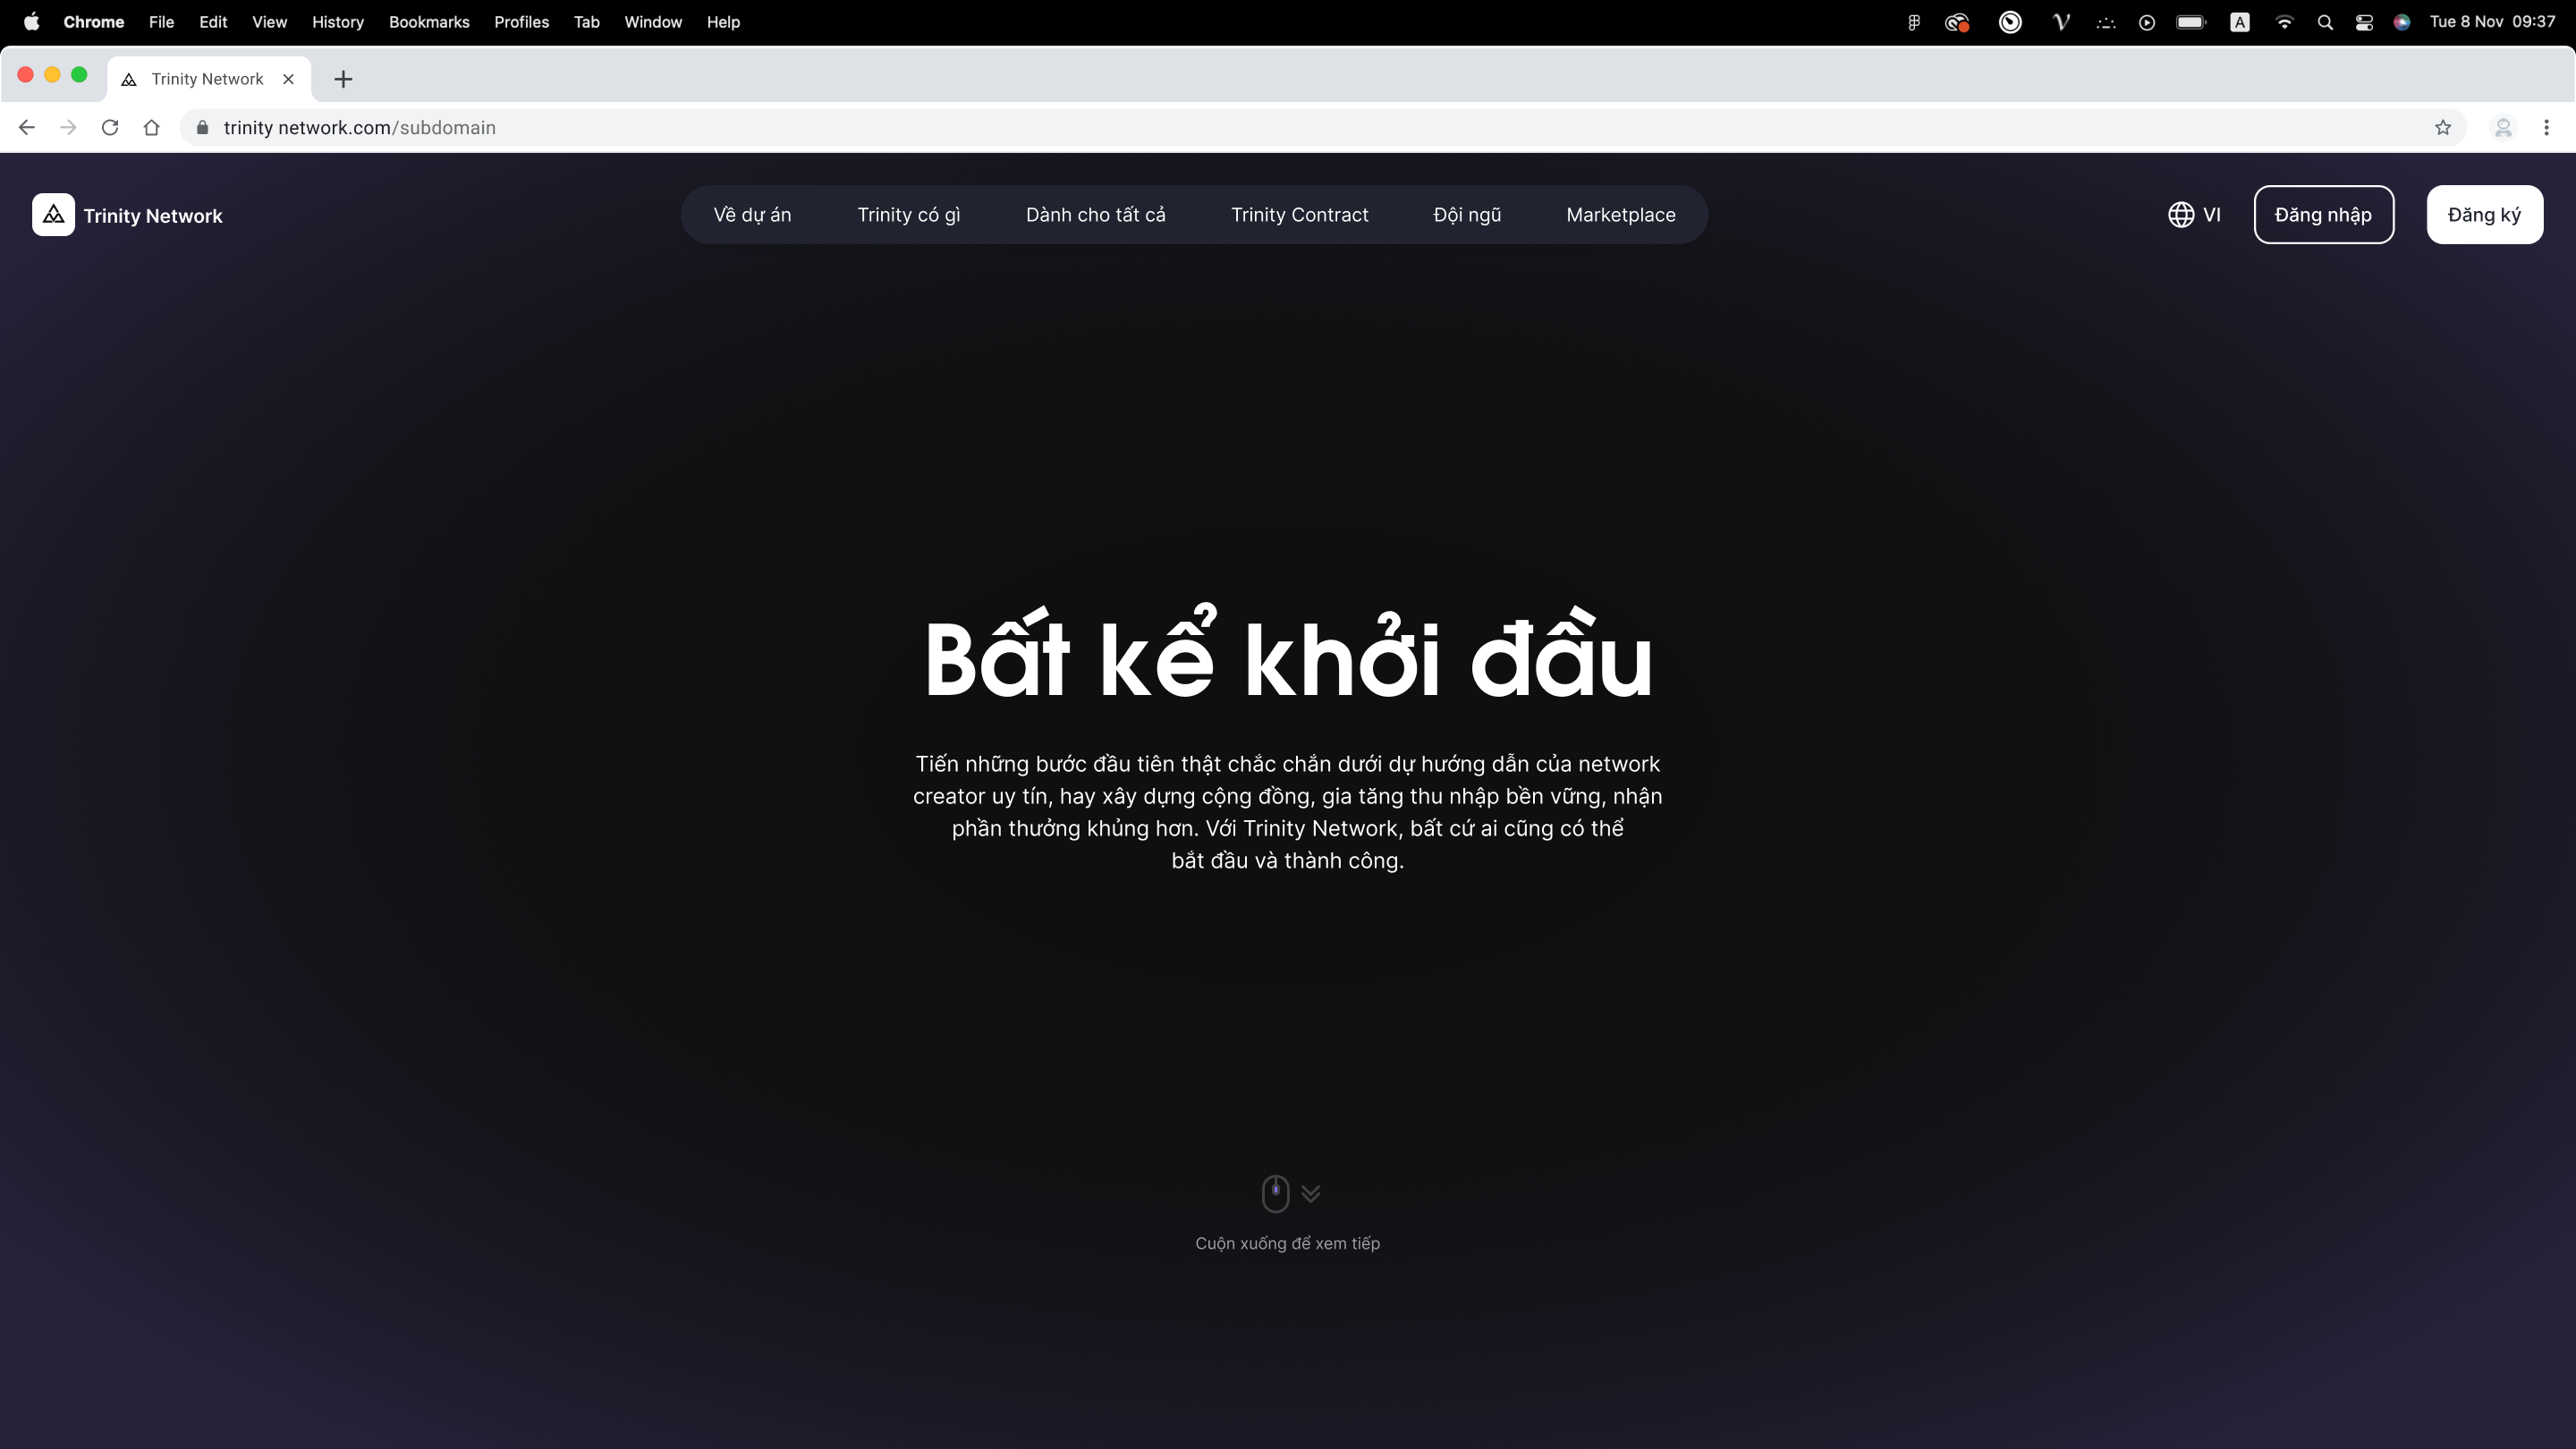 Chrome File Edit View History Bookmarks Profiles Tab Window Help A Tue 8 Nov 09:37
Trinity Network
trinity network.com/subdomain
Trinity Network Về dự án Trinity có gì Dành cho tất cả Trinity Contract Đội ngũ Marketplace VI Đăng nhập Đăng ký
Bất kể khởi đầu
Tiến những bước đầu tiên thật chắc chắn dưới dự hướng dẫn của network
creator uy tín, hay xây dựng cộng đồng, gia tăng thu nhập bền vững, nhận
phần thưởng khủng hơn. Với Trinity Network, bất cứ ai cũng có thể
bắt đầu và thành công.
Cuộn xuống để xem tiếp